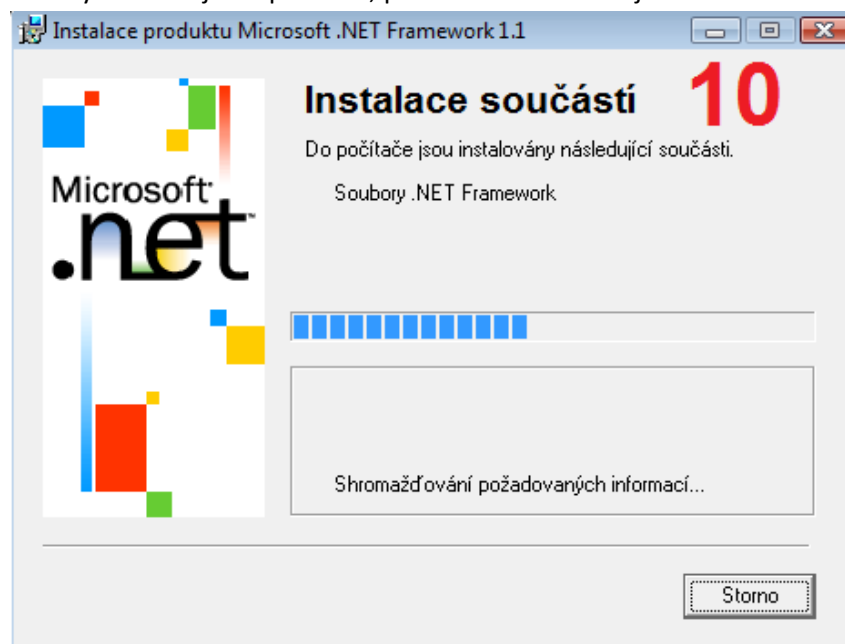 Instalace produktu Microsoft .NET Framework 1.1
10
Instalace součástí
Do počítače jsou instalovány následující součásti.
Soubory .NET Framework
Microsoft
.net
Shromažďování požadovaných informací...
Storno